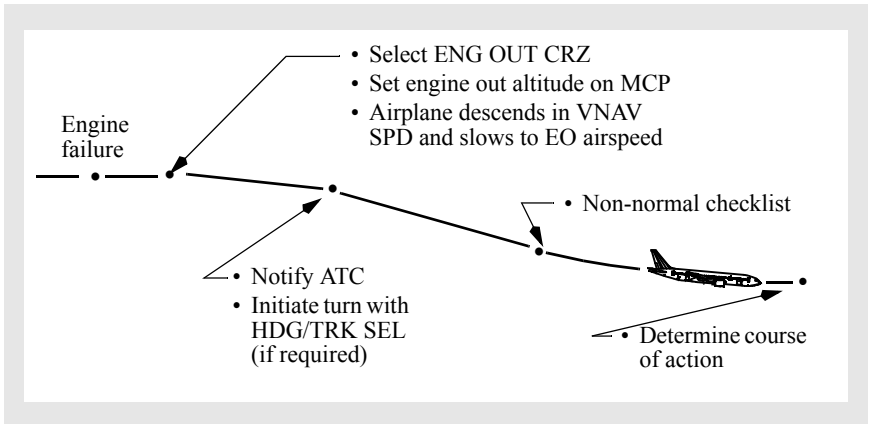 Engine
failure
• Select ENG OUT CRZ
• Set engine out altitude on MCP
• Airplane descends in VNAV
SPD and slows to EO airspeed
• Notify ATC
• Initiate turn with
HDG/TRK SEL
(if required)
• Non-normal checklist
• Determine course
of action